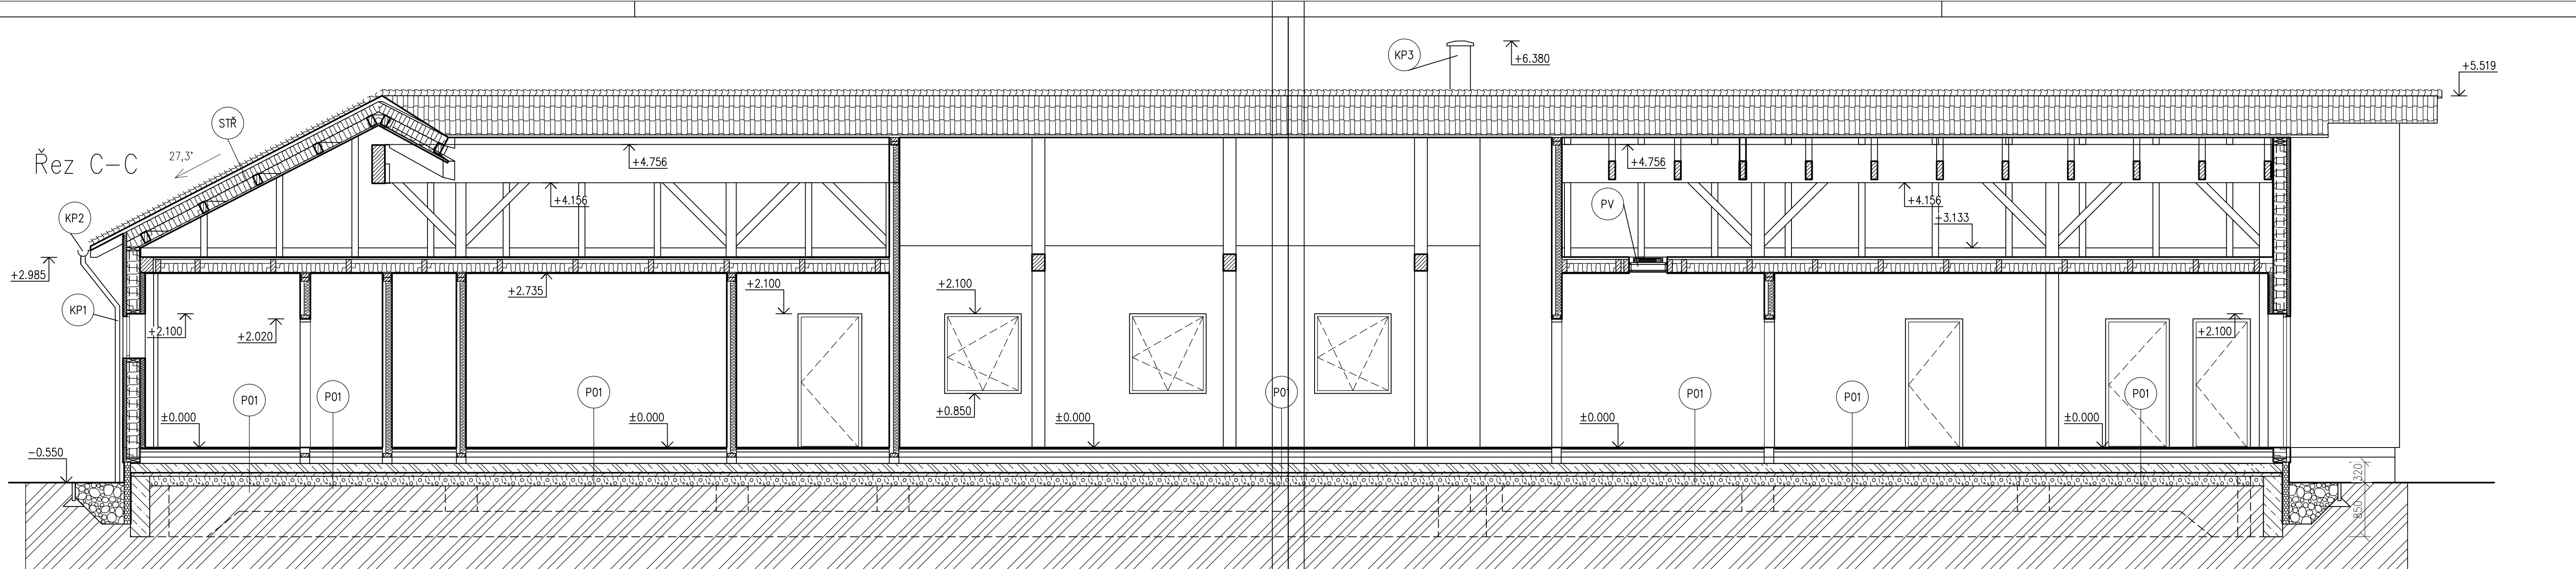 KP3
+6.380
+5.519
STŘ
27,3°
Řez C-C
+4.756
+4.756
+4.156
PV
+4.156
-3.133
KP2
+2.985
+2.735
+2.100
+2.100
KP1
+2.100
+2.020
+2.100
P01
P01
P01
P01
P01
P01
P01
±0.000
±0.000
+0.850
±0.000
±0.000
±0.000
-0.550
320
850